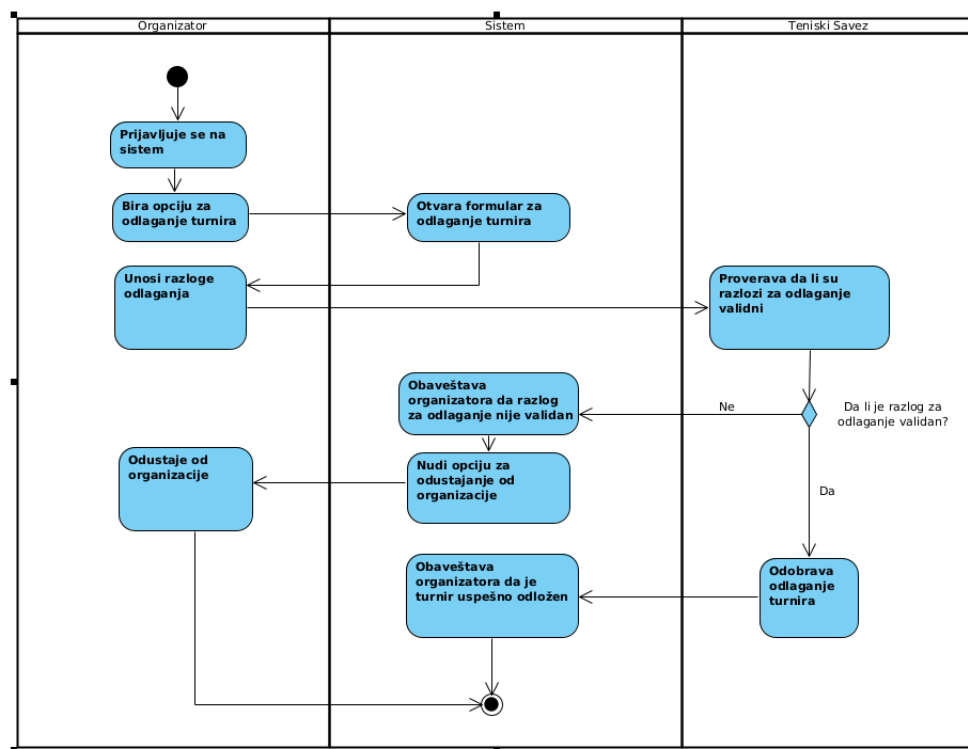 Organizator
Sistem
Teniski Savez
Prijavljuje se na
sistem
Bira opciju za
odlaganje turnira
Otvara formular za
odlaganje turnira
Unosi razloge
odlaganja
Proverava da li su
razlozi za odlaganje
validni
Obaveštava
organizatora da razlog
za odlaganje nije validan
Ne
Da li je razlog za
odlaganje validan?
Odustaje od
organizacije
Nudi opciju za
odustajanje od
organizacije
Da
Obaveštava
organizatora da je
turnir uspešno odložen
Odobrava
odlaganje
turnira